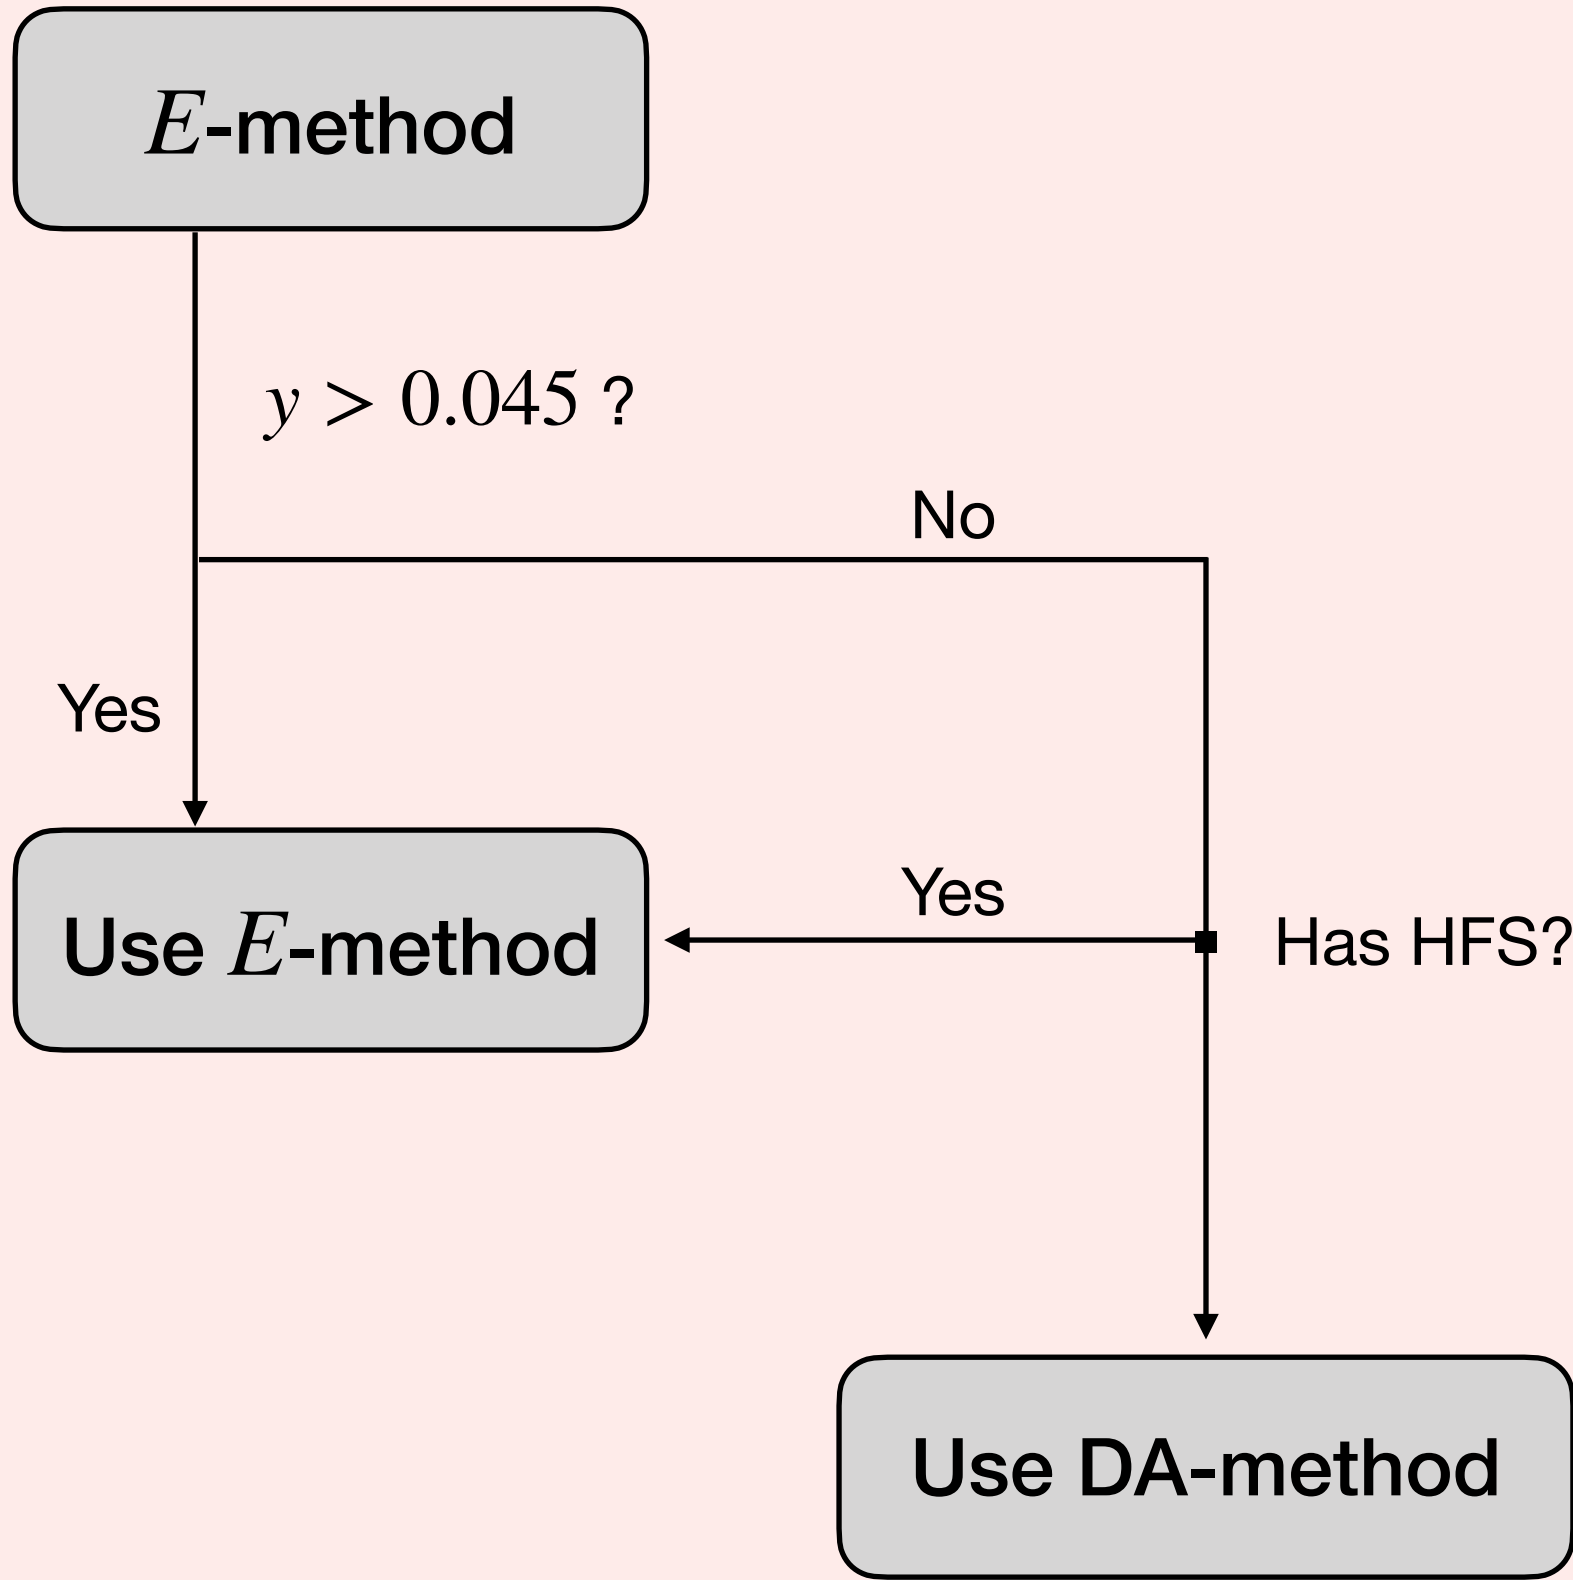 E-method
y > 0.045 ?
No
Yes
Use E-method
Yes
Has HFS?
Use DA-method